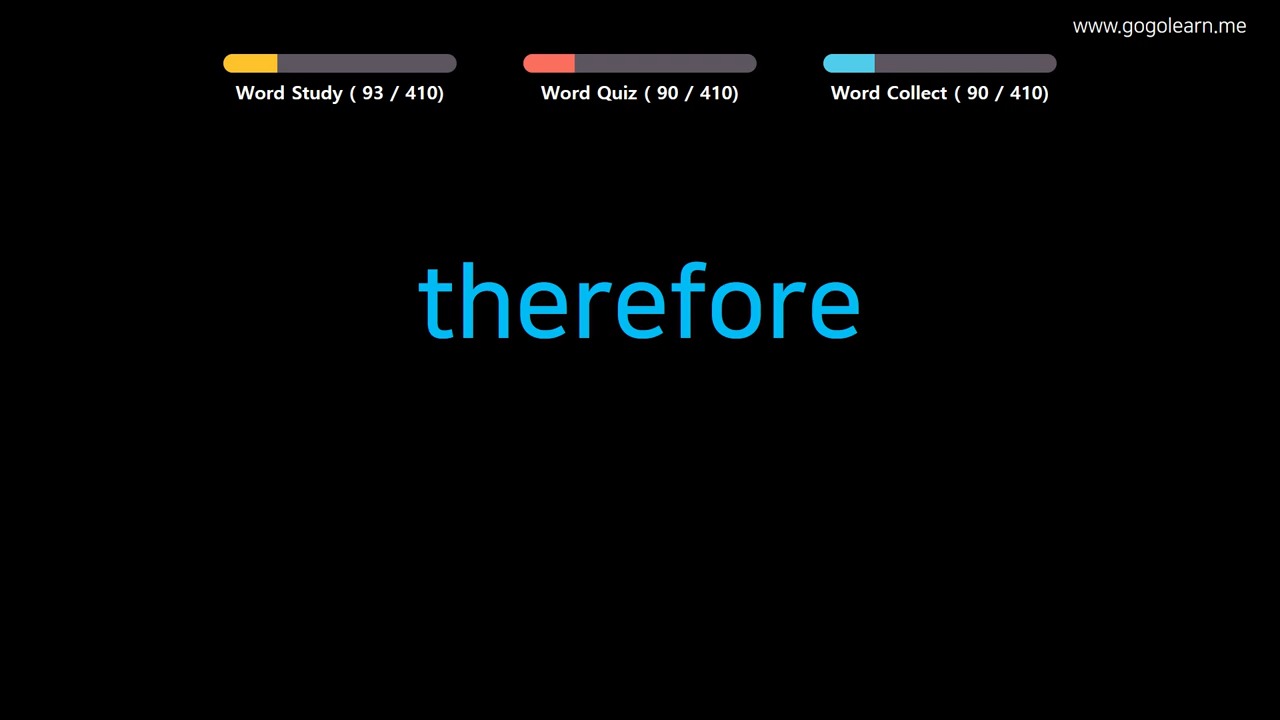 www.gogolearn.me
Word Study ( 93 / 410)
Word Quiz ( 90 / 410)
Word Collect ( 90 / 410)
therefore